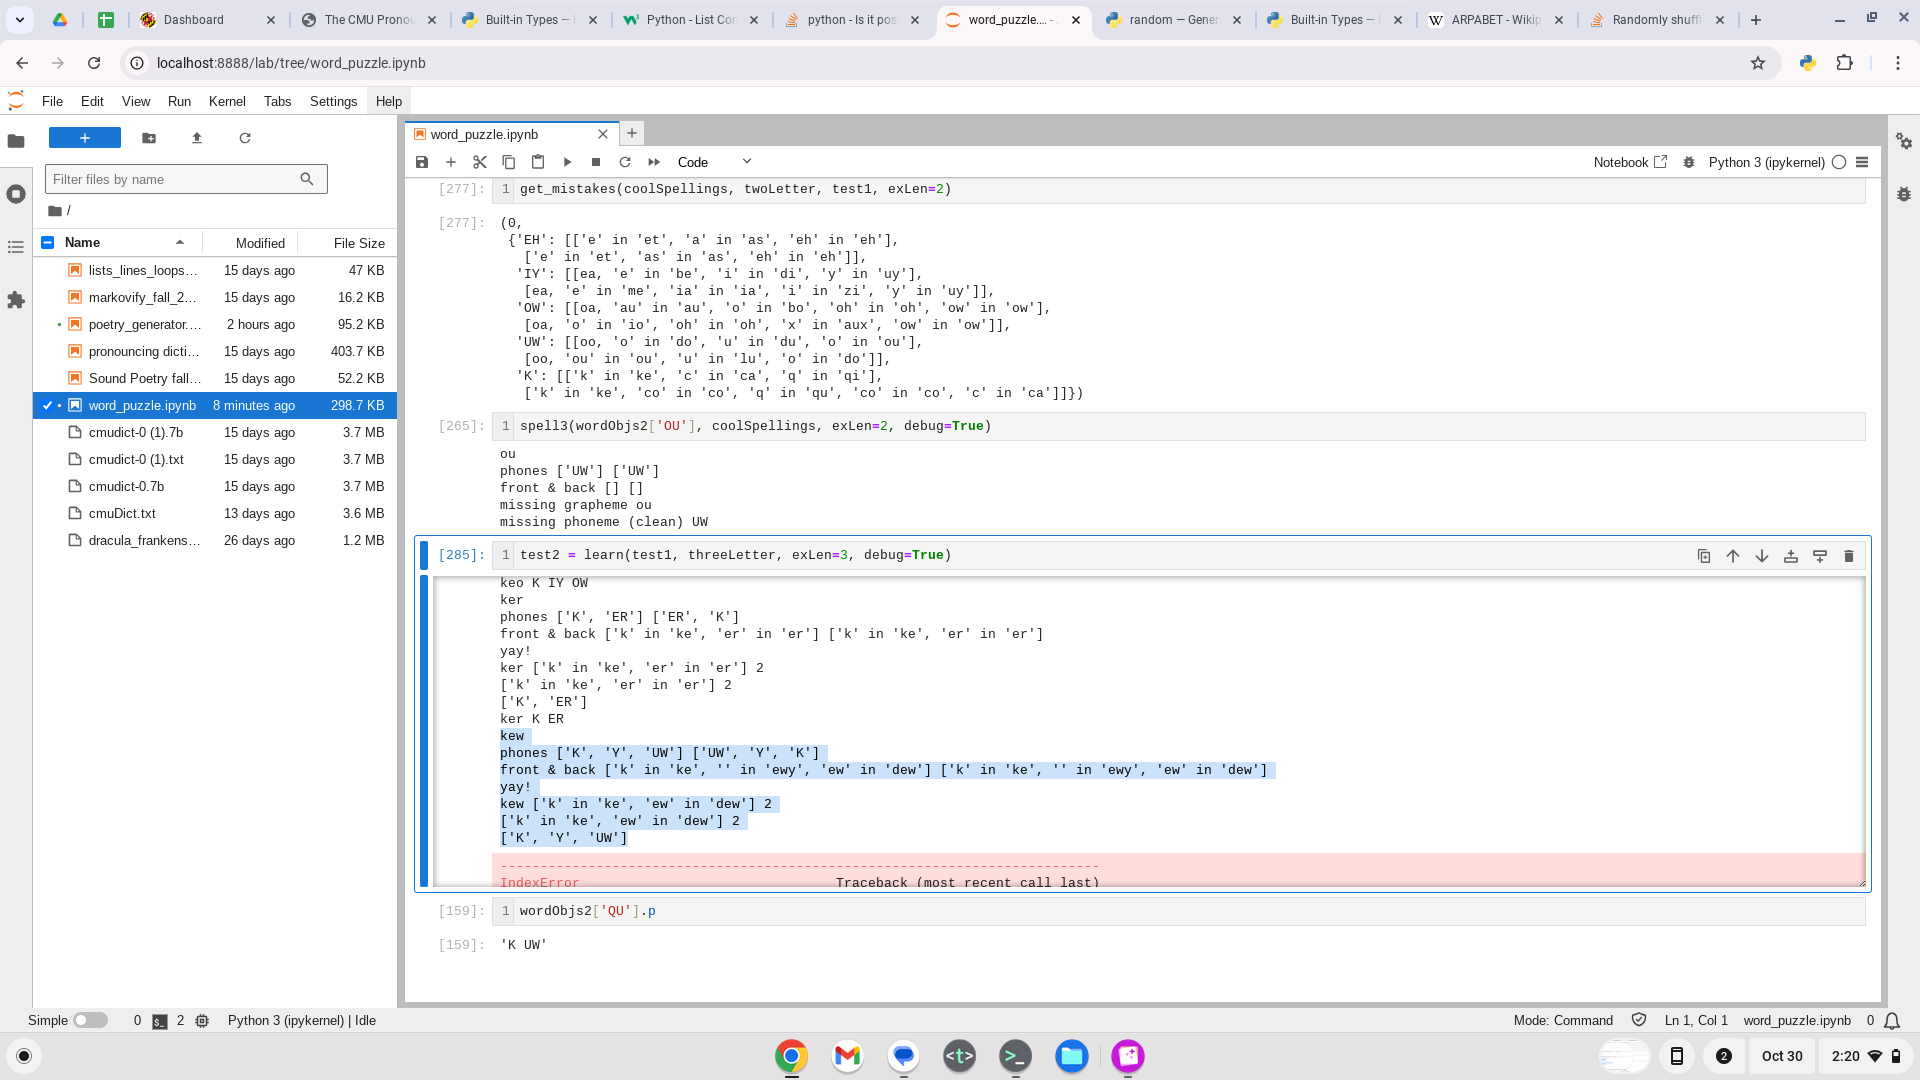 Dashboard
The CMU Pronou
Built-in Types —
Python - List Co
python - Is it pos
word_puzzle....
random — Gener
Built-in Types —
ARPABET - Wikip
Randomly shuff
localhost:8888/lab/tree/word_puzzle.ipynb
File Edit View Run Kernel Tabs Settings Help
+
Filter files by name
/
Name Modified File Size
lists_lines_loops... 15 days ago 47 KB
markovify_fall_2... 15 days ago 16.2 KB
poetry_generator.... 2 hours ago 95.2 KB
pronouncing dicti... 15 days ago 403.7 KB
Sound Poetry fall... 15 days ago 52.2 KB
word_puzzle.ipynb 8 minutes ago 298.7 KB
cmudict-0 (1).7b 15 days ago 3.7 MB
cmudict-0 (1).txt 15 days ago 3.7 MB
cmudict-0.7b 15 days ago 3.7 MB
cmuDict.txt 13 days ago 3.6 MB
dracula_frankens... 26 days ago 1.2 MB
word_puzzle.ipynb
Code Notebook Python 3 (ipykernel)
[277]: 1 get_mistakes(coolSpellings, twoLetter, test1, exLen=2)
[277]: (0,
{'EH': [['e' in 'et', 'a' in 'as', 'eh' in 'eh'],
['e' in 'et', 'as' in 'as', 'eh' in 'eh']],
'IY': [[ea, 'e' in 'be', 'i' in 'di', 'y' in 'uy'],
[ea, 'e' in 'me', 'ia' in 'ia', 'i' in 'zi', 'y' in 'uy']],
'OW': [[oa, 'au' in 'au', 'o' in 'bo', 'oh' in 'oh', 'ow' in 'ow'],
[oa, 'o' in 'io', 'oh' in 'oh', 'x' in 'aux', 'ow' in 'ow']],
'UW': [[oo, 'o' in 'do', 'u' in 'du', 'o' in 'ou'],
[oo, 'ou' in 'ou', 'u' in 'lu', 'o' in 'do']],
'K': [['k' in 'ke', 'c' in 'ca', 'q' in 'qi'],
['k' in 'ke', 'co' in 'co', 'q' in 'qu', 'co' in 'co', 'c' in 'ca']]})
[265]: 1 spell3(wordObjs2['OU'], coolSpellings, exLen=2, debug=True)
ou
phones ['UW'] ['UW']
front & back [] []
missing grapheme ou
missing phoneme (clean) UW
[285]: 1 test2 = learn(test1, threeLetter, exLen=3, debug=True)
keo K IY OW
ker
phones ['K', 'ER'] ['ER', 'K']
front & back ['k' in 'ke', 'er' in 'er'] ['k' in 'ke', 'er' in 'er']
yay!
ker ['k' in 'ke', 'er' in 'er'] 2
['k' in 'ke', 'er' in 'er'] 2
['K', 'ER']
ker K ER
kew
phones ['K', 'Y', 'UW'] ['UW', 'Y', 'K']
front & back ['k' in 'ke', '' in 'ewy', 'ew' in 'dew'] ['k' in 'ke', '' in 'ewy', 'ew' in 'dew']
yay!
kew ['k' in 'ke', 'ew' in 'dew'] 2
['k' in 'ke', 'ew' in 'dew'] 2
['K', 'Y', 'UW']
---------------------------------------------------------------------------
IndexError Traceback (most recent call last)
[159]: 1 wordObjs2['QU'].p
[159]: 'K UW'
Simple 0 2 Python 3 (ipykernel) | Idle Mode: Command Ln 1, Col 1 word_puzzle.ipynb 0
<t> >_ 2 Oct 30 2:20